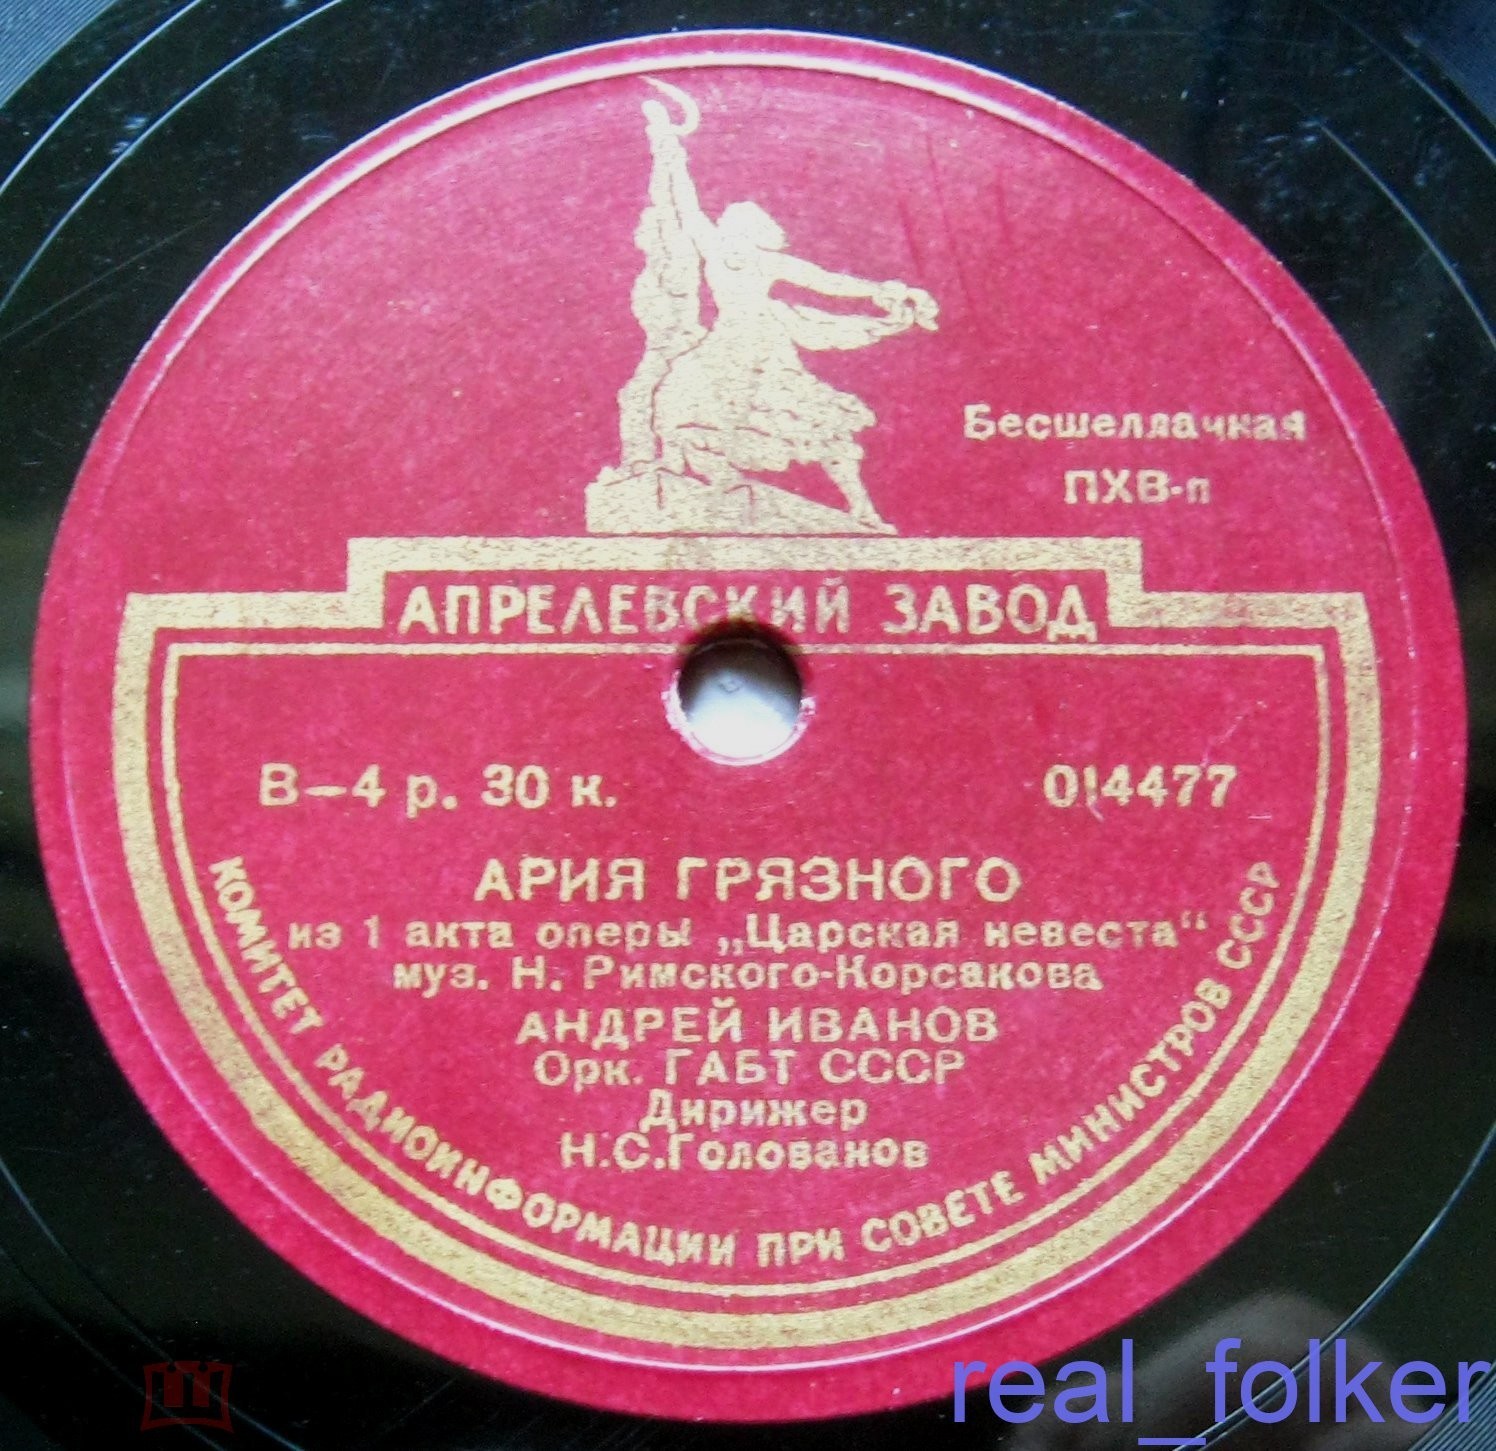 Бесшеллачная
ПХВ-п
АПРЕЛЕВСКИЙ ЗАВОД
В–4 р. 30 к.
014477
АРИЯ ГРЯЗНОГО
из 1 акта оперы „Царская невеста“
муз. Н. Римского-Корсакова
АНДРЕЙ ИВАНОВ
Орк. ГАБТ СССР
Дирижер
Н.С.Голованов
КОМИТЕТ РАДИОИНФОРМАЦИИ ПРИ СОВЕТЕ МИНИСТРОВ СССР
real_folker